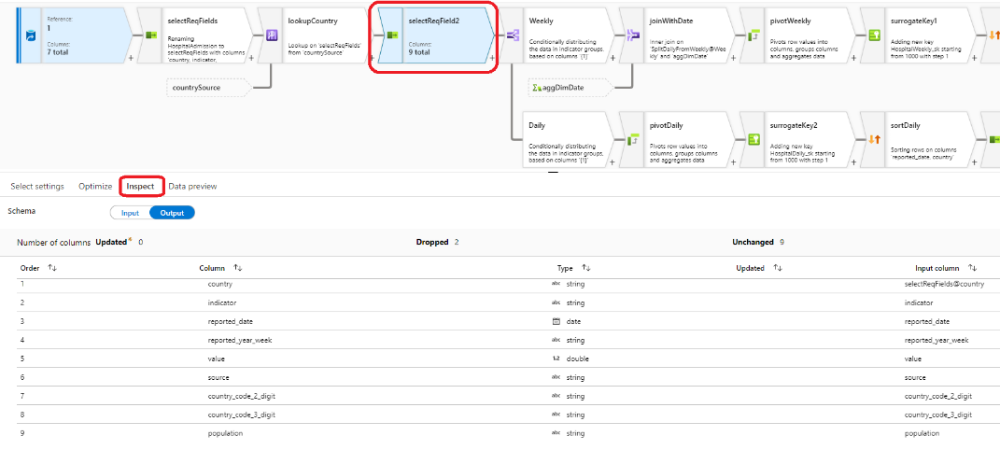 Reference:
1
Columns:
7 total
+
selectReqFields
Renaming
HospitalAdmission to
selectReqFields with columns
'country, indicator,
+
lookupCountry
Lookup on 'selectReqFields'
from 'countrySource'
+
selectReqField2
Columns:
9 total
+
Weekly
Conditionally distributing
the data in indicator groups,
based on columns '{1}'
+
joinWithDate
Inner join on
'SplitDailyFromWeekly@Wee
kly' and 'aggDimDate'
+
pivotWeekly
Pivots row values into
columns, groups columns
and aggregates data
+
surrogateKey1
Adding new key
HospitalWeekly_sk starting
from 1000 with step 1
+
countrySource
Σ aggDimDate
Daily
Conditionally distributing
the data in indicator groups,
based on columns '{1}'
+
pivotDaily
Pivots row values into
columns, groups columns
and aggregates data
+
surrogateKey2
Adding new key
HospitalDaily_sk starting
from 1000 with step 1
+
sortDaily
Sorting rows on columns
'reported_date, country'
+
Select settings Optimize Inspect Data preview
Schema Input Output
Number of columns Updated * 0 Dropped 2 Unchanged 9
Order ↑↓ Column ↑↓ Type ↑↓ Updated ↑↓ Input column ↑↓
1 country abc string selectReqFields@country
2 indicator abc string indicator
3 reported_date date reported_date
4 reported_year_week abc string reported_year_week
5 value 1.2 double value
6 source abc string source
7 country_code_2_digit abc string country_code_2_digit
8 country_code_3_digit abc string country_code_3_digit
9 population abc string population